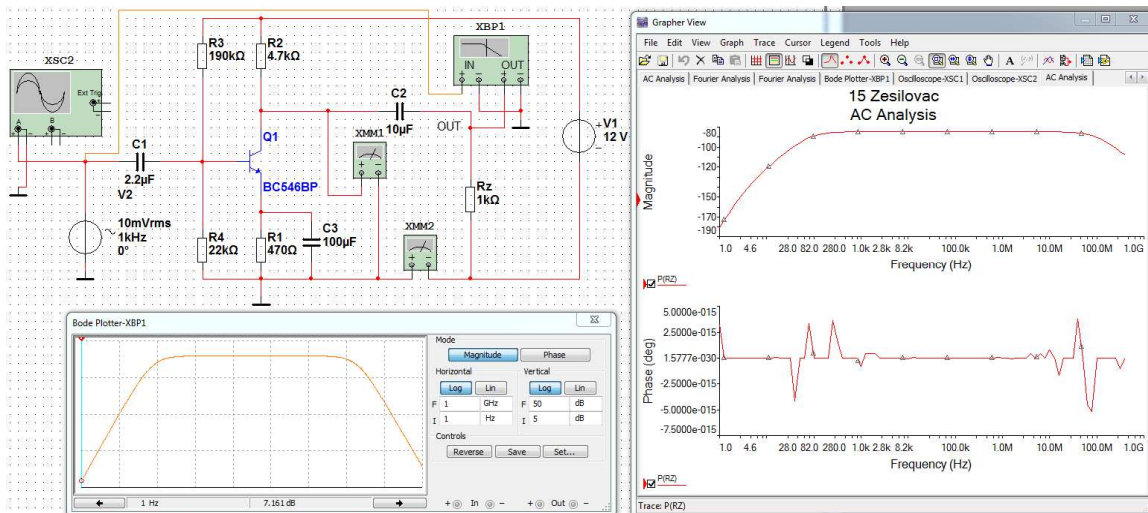 XSC2
Ext Trig
A
B
R3
190kΩ
R2
4.7kΩ
XBP1
IN OUT
C2
10µF
OUT
V1
12 V
Q1
BC546BP
XMM1
C1
2.2µF
V2
10mVrms
1kHz
0°
Rz
1kΩ
R4
22kΩ
R1
470Ω
C3
100µF
XMM2
Bode Plotter-XBP1
Mode
Magnitude Phase
Horizontal Vertical
Log Lin Log Lin
F 1 GHz F 50 dB
I 1 Hz I 5 dB
Controls
Reverse Save Set...
1 Hz 7.161 dB
+ In − + Out −
Grapher View
File Edit View Graph Trace Cursor Legend Tools Help
AC Analysis Fourier Analysis Fourier Analysis Bode Plotter-XBP1 Oscilloscope-XSC1 Oscilloscope-XSC2 AC Analysis
15 Zesilovac
AC Analysis
Magnitude
-80
-100
-130
-150
-170
-190
1.0 4.6 28.0 82.0 280.0 1.0k 2.8k 8.2k 100.0k 1.0M 10.0M 100.0M 1.0G
Frequency (Hz)
P(RZ)
Phase (deg)
5.0000e-015
2.5000e-015
1.5777e-030
-2.5000e-015
-5.0000e-015
-7.5000e-015
1.0 4.6 28.0 82.0 280.0 1.0k 2.8k 8.2k 100.0k 1.0M 10.0M 100.0M 1.0G
Frequency (Hz)
P(RZ)
Trace: P(RZ)